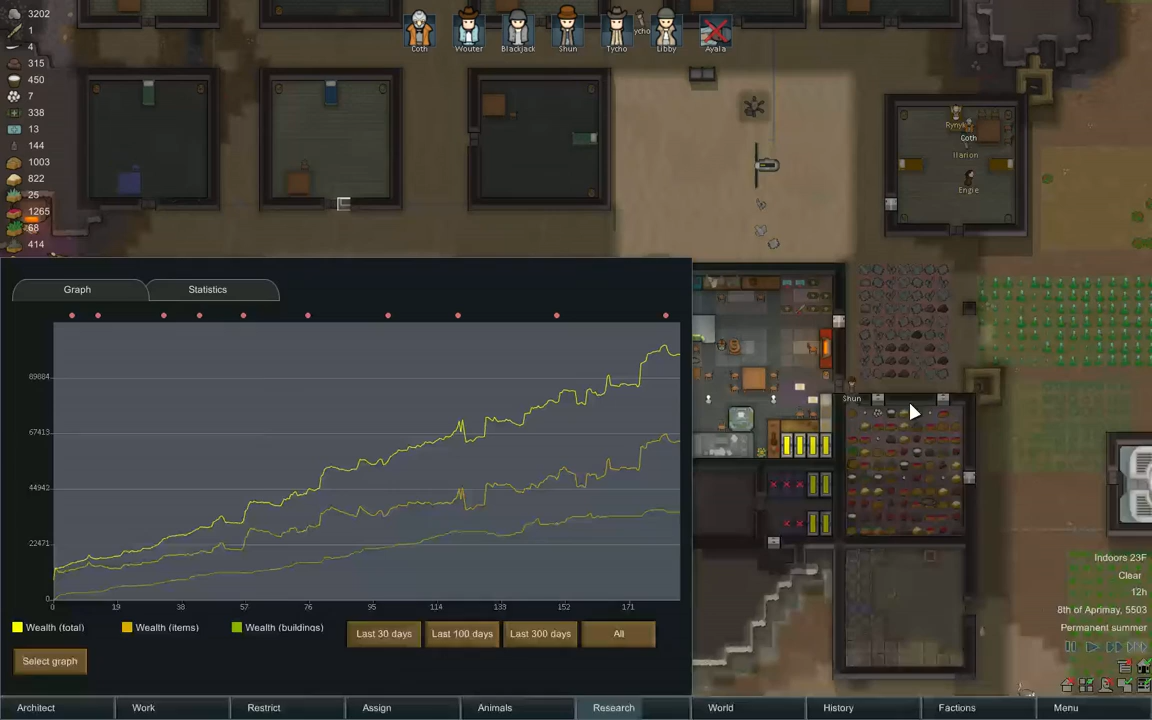 3202
1
4
315
450
7
338
13
144
1003
822
25
1265
68
414
Coth
Wouter
Blackjack
Shun
Tycho
ycho
Libby
Ayala
Coth
Ilarion
Engie
Shun
Graph
Statistics
89884
67413
44942
22471
0
0
19
38
57
76
95
114
133
152
171
Wealth (total)
Wealth (items)
Wealth (buildings)
Last 30 days
Last 100 days
Last 300 days
All
Select graph
Indoors 23F
Clear
12h
8th of Aprimay, 5503
Permanent summer
Architect
Work
Restrict
Assign
Animals
Research
World
History
Factions
Menu